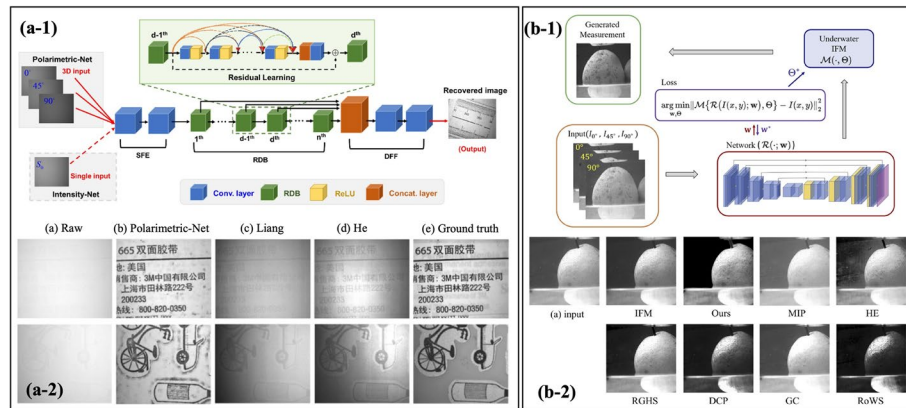 (a-1)
d-1th
dth
Residual Learning
Polarimetric-Net
0°
45°
90°
3D input
S0
Single input
Intensity-Net
SFE
1th
d-1th
dth
nth
RDB
DFF
Recovered image
(Output)
Conv. layer
RDB
ReLU
Concat. layer
(a) Raw
(b) Polarimetric-Net
(c) Liang
(d) He
(e) Ground truth
665 双面胶带
地: 美国
销售商: 3M中国有限公司
上海市田林路222号
200233
热线: 800-820-0350
665 双面胶带
地: 美国
销售商: 3M中国有限公司
上海市田林路222号
200233
热线: 800-820-0350
(a-2)
(b-1)
Generated
Measurement
Underwater
IFM
M(·, Θ)
Θ*
Loss
arg min w,Θ ||M{R(I(x, y); w), Θ} − I(x, y)||²₂
w
w*
Network (R(·; w))
Input(I0°, I45°, I90°)
0°
45°
90°
(a) input
IFM
Ours
MIP
HE
RGHS
DCP
GC
RoWS
(b-2)